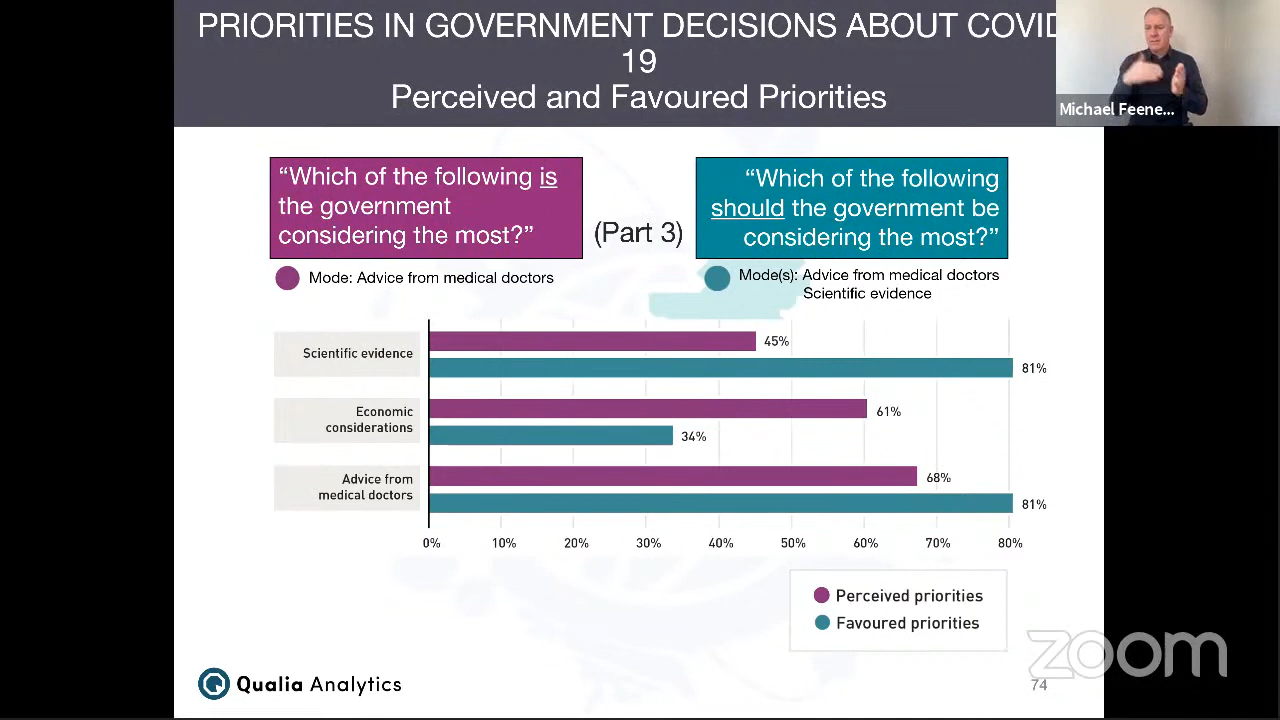 PRIORITIES IN GOVERNMENT DECISIONS ABOUT COVID
19
Perceived and Favoured Priorities
Michael Feene...
“Which of the following is
the government
considering the most?”
(Part 3)
“Which of the following
should the government be
considering the most?”
Mode: Advice from medical doctors
Mode(s): Advice from medical doctors
Scientific evidence
Scientific evidence
45%
81%
Economic
considerations
61%
34%
Advice from
medical doctors
68%
81%
0% 10% 20% 30% 40% 50% 60% 70% 80%
Perceived priorities
Favoured priorities
zoom
Qualia Analytics
74